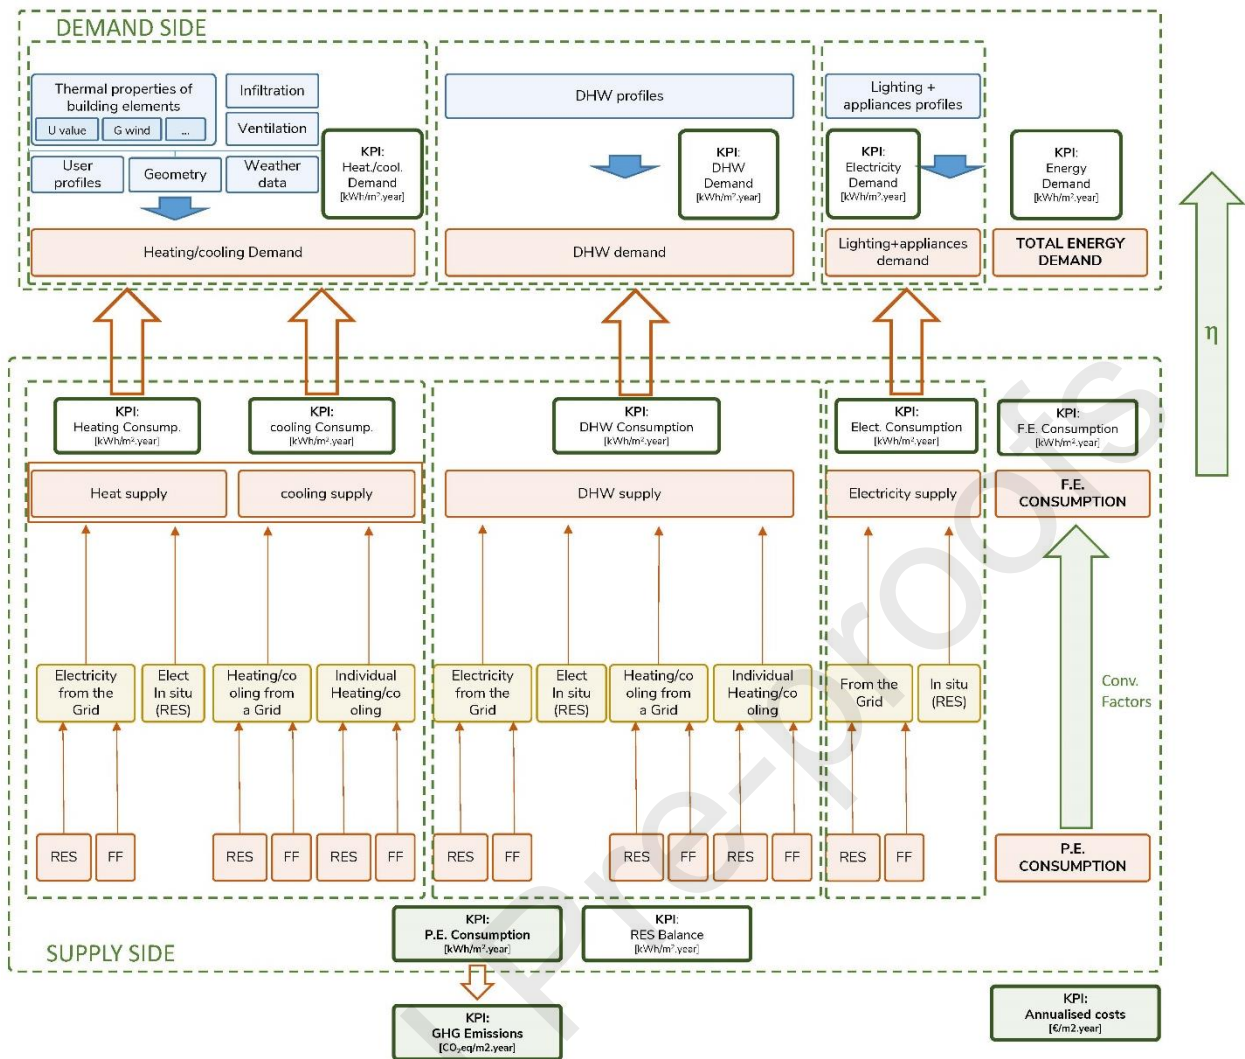 DEMAND SIDE
Thermal properties of
building elements
U value
G wind
...
Infiltration
Ventilation
User
profiles
Geometry
Weather
data
KPI:
Heat./cool.
Demand
[kWh/m².year]
Heating/cooling Demand
DHW profiles
KPI:
DHW
Demand
[kWh/m².year]
DHW demand
Lighting +
appliances profiles
KPI:
Electricity
Demand
[kWh/m².year]
Lighting+appliances
demand
KPI:
Energy
Demand
[kWh/m².year]
TOTAL ENERGY
DEMAND
η
KPI:
Heating Consump.
[kWh/m².year]
KPI:
cooling Consump.
[kWh/m².year]
KPI:
DHW Consumption
[kWh/m².year]
KPI:
Elect. Consumption
[kWh/m².year]
KPI:
F.E. Consumption
[kWh/m².year]
Heat supply
cooling supply
DHW supply
Electricity supply
F.E.
CONSUMPTION
Electricity
from the
Grid
Elect
In situ
(RES)
Heating/co
oling from
a Grid
Individual
Heating/co
oling
Electricity
from the
Grid
Elect
In situ
(RES)
Heating/co
oling from
a Grid
Individual
Heating/co
oling
From the
Grid
In situ
(RES)
Conv.
Factors
RES
FF
RES
FF
RES
FF
RES
FF
RES
FF
RES
FF
RES
FF
P.E.
CONSUMPTION
KPI:
P.E. Consumption
[kWh/m².year]
KPI:
RES Balance
[kWh/m².year]
SUPPLY SIDE
KPI:
GHG Emissions
[CO₂eq/m2.year]
KPI:
Annualised costs
[€/m2.year]
l Pre-proofs